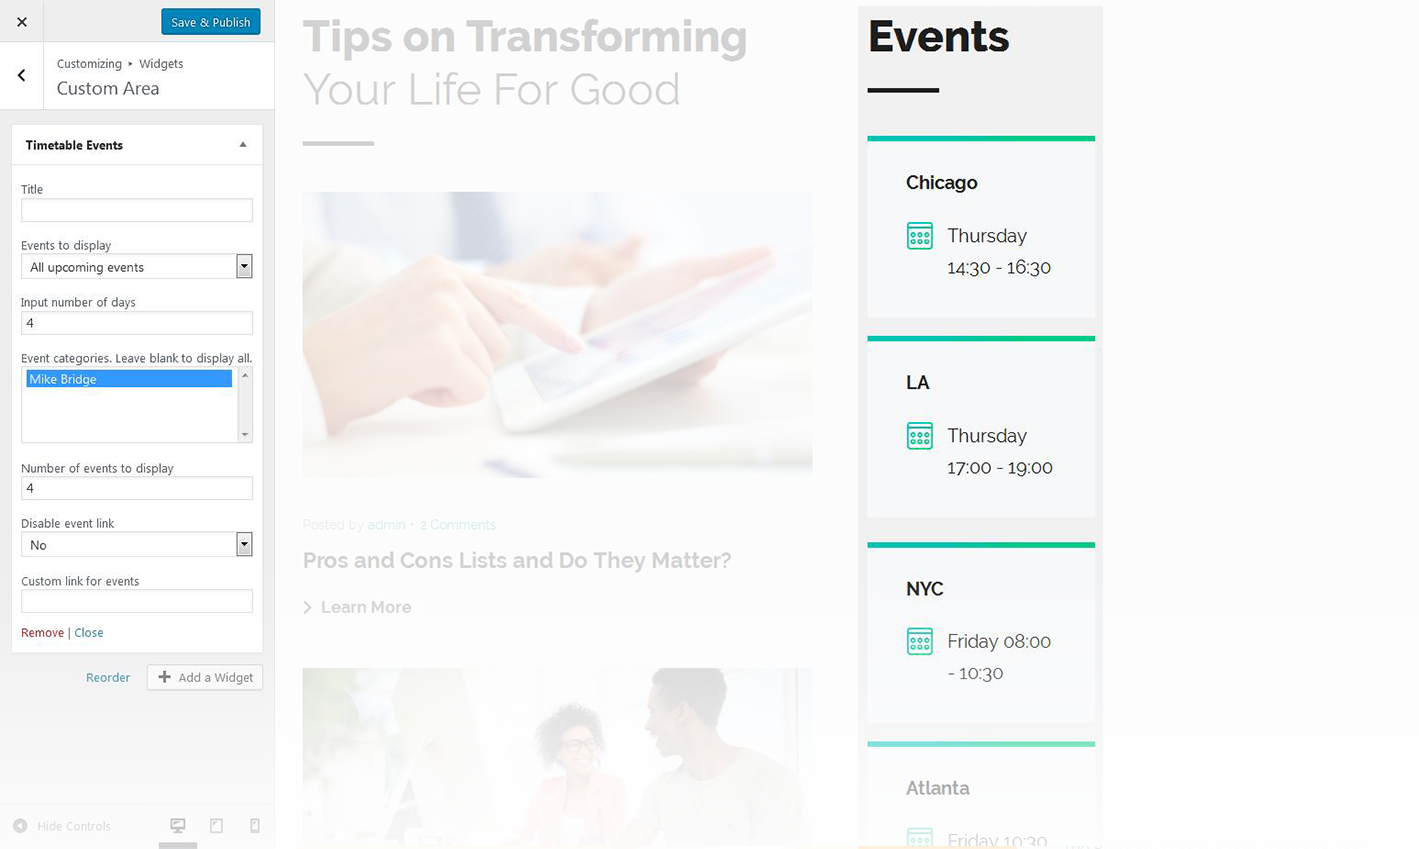 Save & Publish
Customizing ▸ Widgets
Custom Area
Timetable Events
Title
Events to display
All upcoming events
Input number of days
4
Event categories. Leave blank to display all.
Mike Bridge
Number of events to display
4
Disable event link
No
Custom link for events
Remove | Close
Reorder
Add a Widget
Hide Controls
Tips on Transforming
Your Life For Good
Posted by admin • 2 Comments
Pros and Cons Lists and Do They Matter?
Learn More
Events
Chicago
Thursday
14:30 - 16:30
LA
Thursday
17:00 - 19:00
NYC
Friday 08:00
- 10:30
Atlanta
Friday 10:30